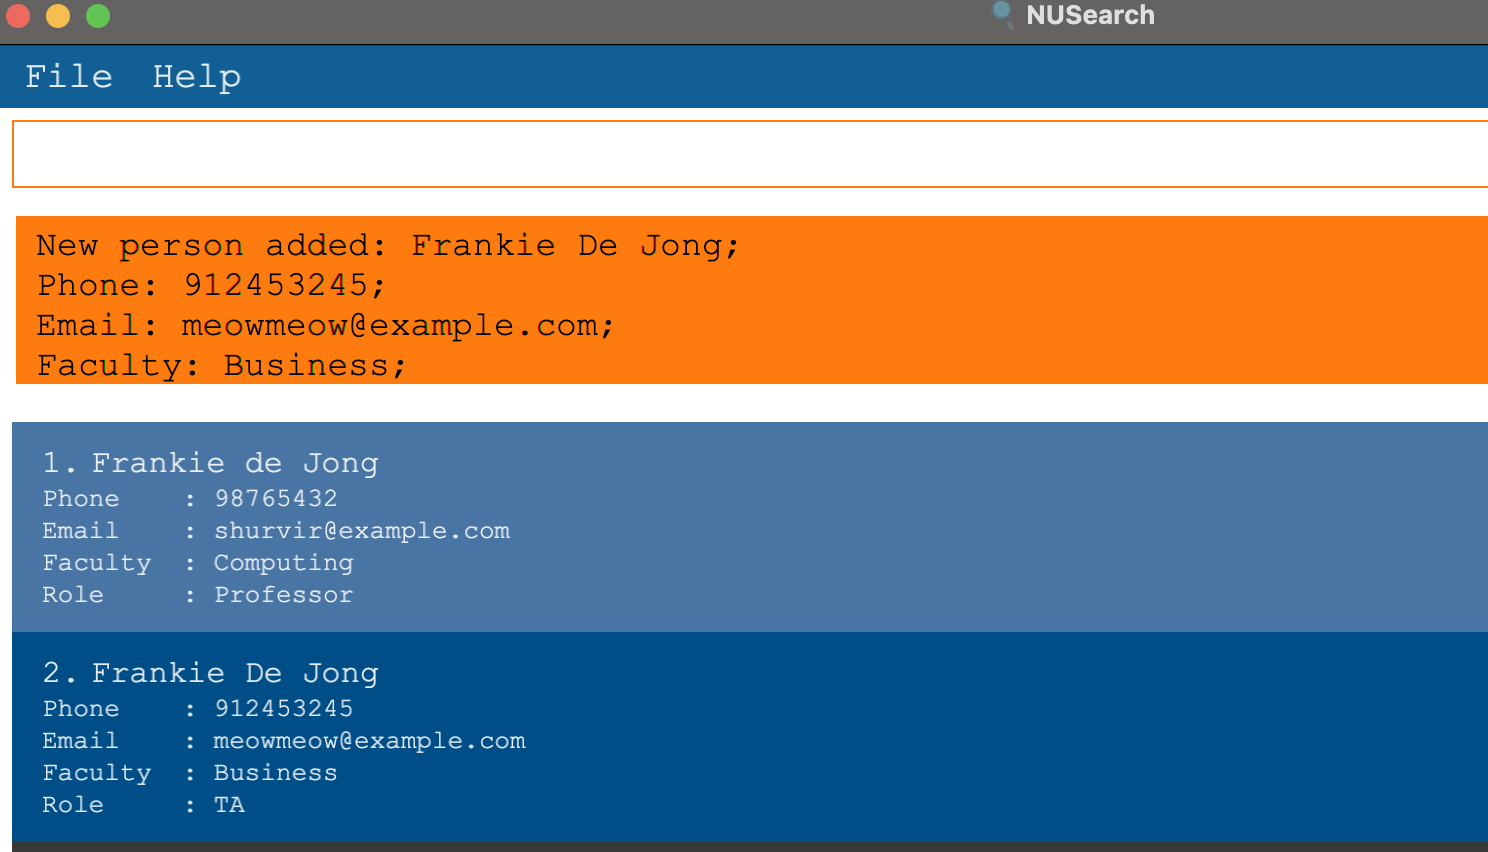 NUSearch
File Help
New person added: Frankie De Jong;
Phone: 912453245;
Email: meowmeow@example.com;
Faculty: Business;
1. Frankie de Jong
Phone : 98765432
Email : shurvir@example.com
Faculty : Computing
Role : Professor
2. Frankie De Jong
Phone : 912453245
Email : meowmeow@example.com
Faculty : Business
Role : TA